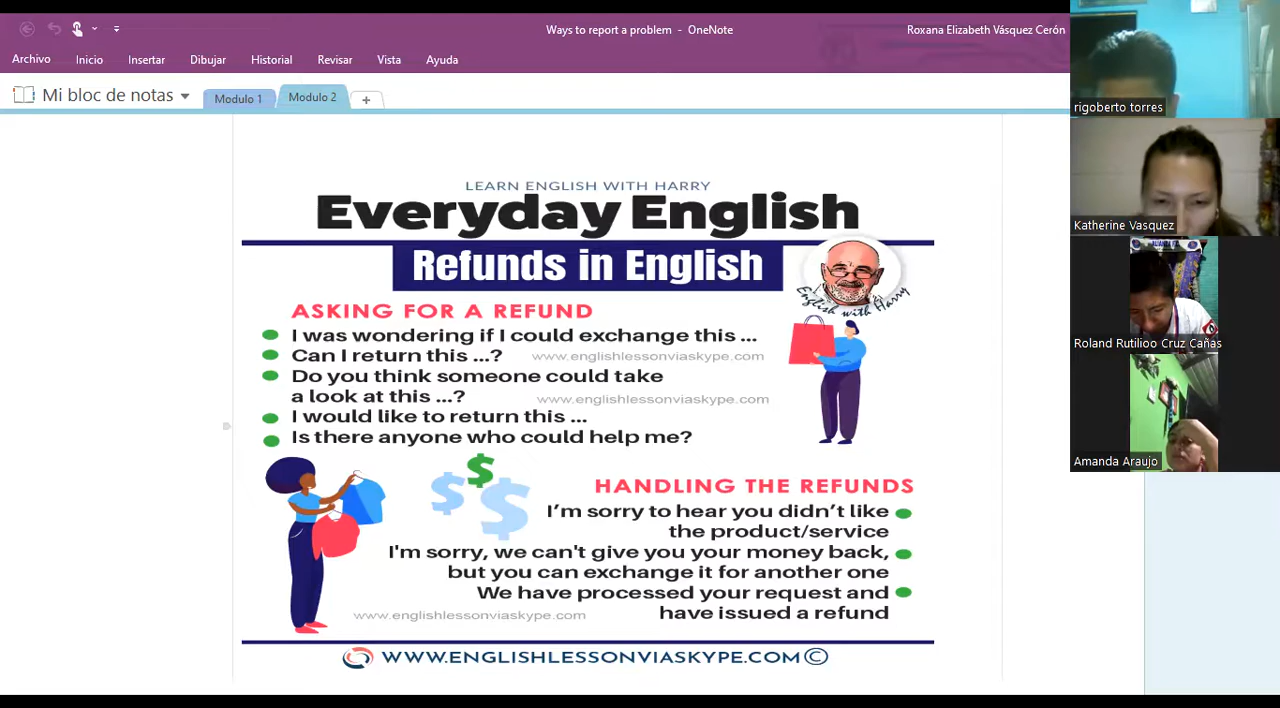 Ways to report a problem - OneNote
Roxana Elizabeth Vásquez Cerón
Archivo Inicio Insertar Dibujar Historial Revisar Vista Ayuda
Mi bloc de notas
Modulo 1
Modulo 2
LEARN ENGLISH WITH HARRY
Everyday English
Refunds in English
English with Harry
ASKING FOR A REFUND
I was wondering if I could exchange this ...
Can I return this ...?
www.englishlessonviaskype.com
Do you think someone could take
a look at this ...?
www.englishlessonviaskype.com
I would like to return this ...
Is there anyone who could help me?
HANDLING THE REFUNDS
I'm sorry to hear you didn't like
the product/service
I'm sorry, we can't give you your money back,
but you can exchange it for another one
We have processed your request and
have issued a refund
www.englishlessonviaskype.com
WWW.ENGLISHLESSONVIASKYPE.COM ©
rigoberto torres
Katherine Vasquez
Roland Rutilioo Cruz Cañas
Amanda Araujo